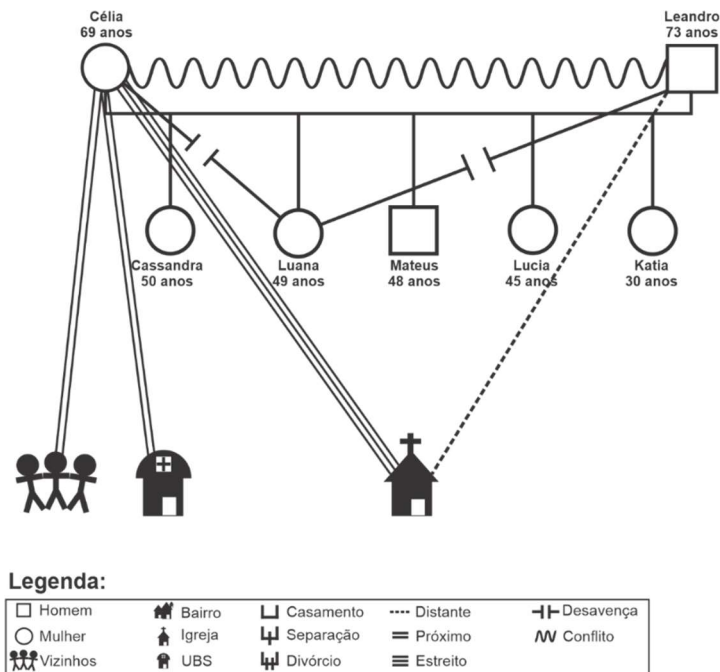 Célia
69 anos
Leandro
73 anos
Cassandra
50 anos
Luana
49 anos
Mateus
48 anos
Lucia
45 anos
Katia
30 anos
Legenda:
Homem
Bairro
Casamento
Distante
Desavença
Mulher
Igreja
Separação
Próximo
Conflito
Vizinhos
UBS
Divórcio
Estreito